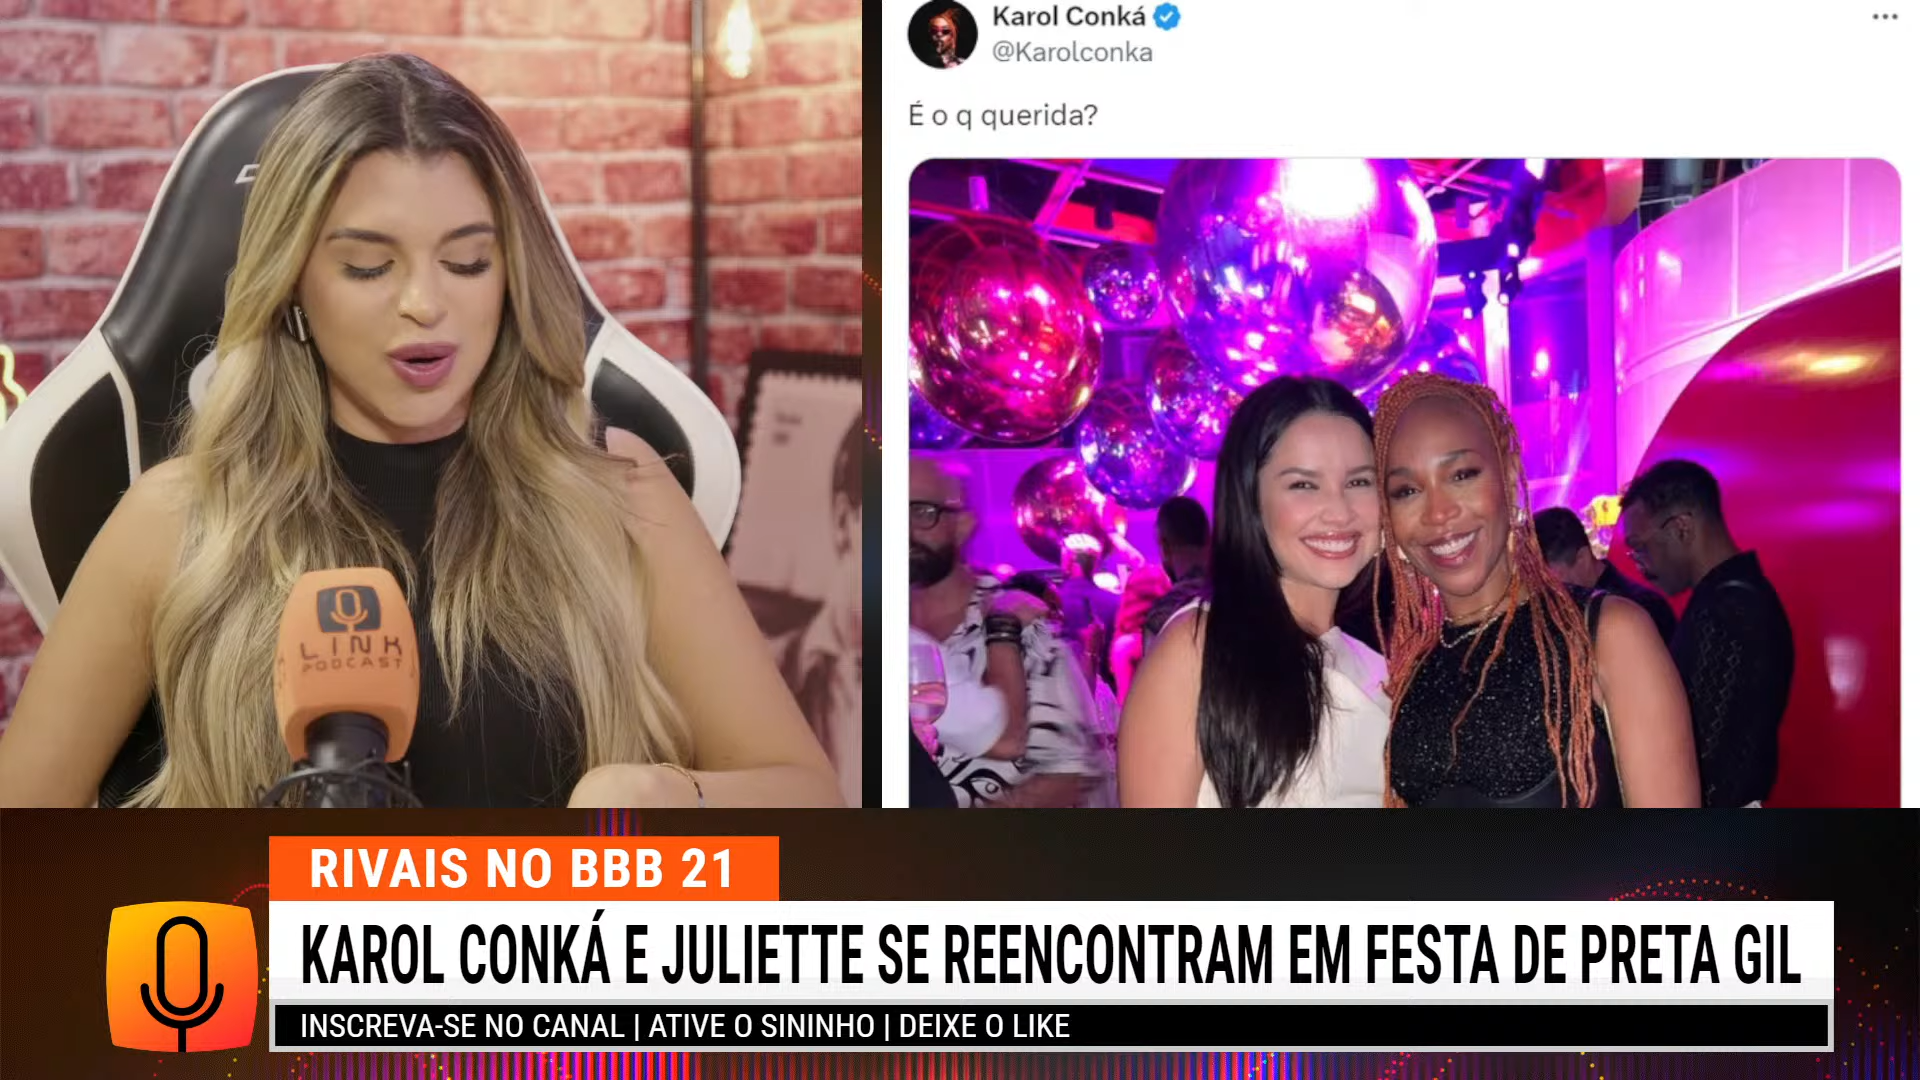 Karol Conká
@Karolconka
É o q querida?
LINK
PODCAST
RIVAIS NO BBB 21
KAROL CONKÁ E JULIETTE SE REENCONTRAM EM FESTA DE PRETA GIL
INSCREVA-SE NO CANAL | ATIVE O SININHO | DEIXE O LIKE